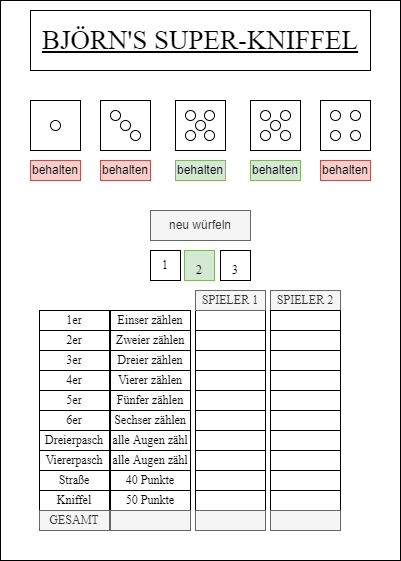 BJÖRN'S SUPER-KNIFFEL
behalten behalten behalten behalten behalten
neu würfeln
1 2 3
SPIELER 1 SPIELER 2
1er Einser zählen
2er Zweier zählen
3er Dreier zählen
4er Vierer zählen
5er Fünfer zählen
6er Sechser zählen
Dreierpasch alle Augen zähl
Viererpasch alle Augen zähl
Straße 40 Punkte
Kniffel 50 Punkte
GESAMT